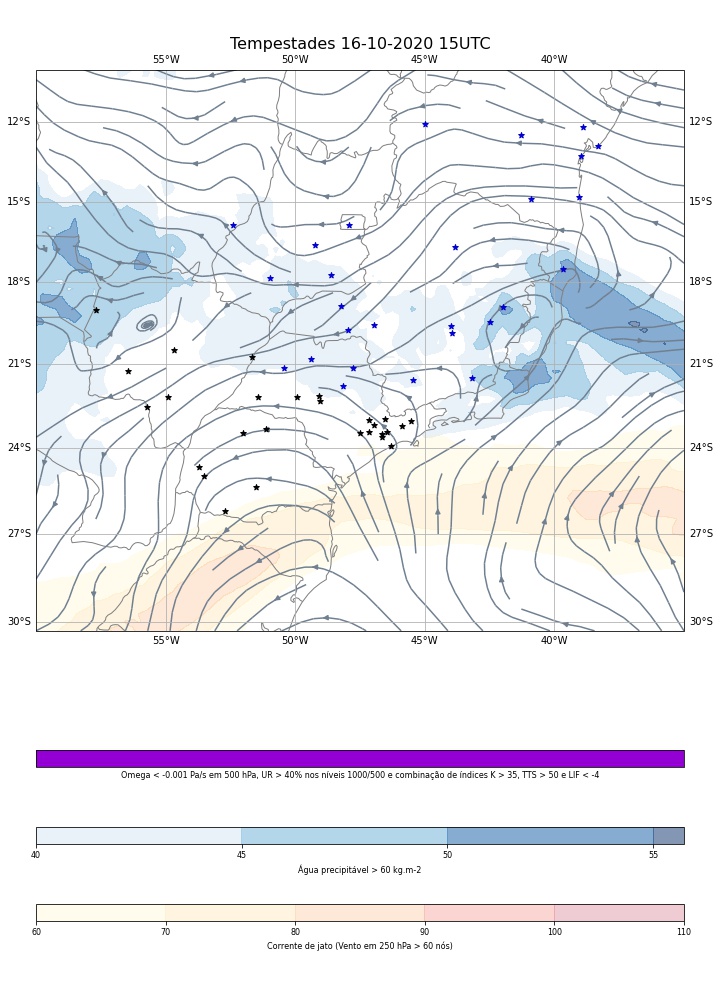 Tempestades 16-10-2020 15UTC
55°W 50°W 45°W 40°W
12°S 12°S
15°S 15°S
18°S 18°S
21°S 21°S
24°S 24°S
27°S 27°S
30°S 30°S
55°W 50°W 45°W 40°W
Omega < -0.001 Pa/s em 500 hPa, UR > 40% nos níveis 1000/500 e combinação de índices K > 35, TTS > 50 e LIF < -4
40 45 50 55
Água precipitável > 60 kg.m-2
60 70 80 90 100 110
Corrente de jato (Vento em 250 hPa > 60 nós)